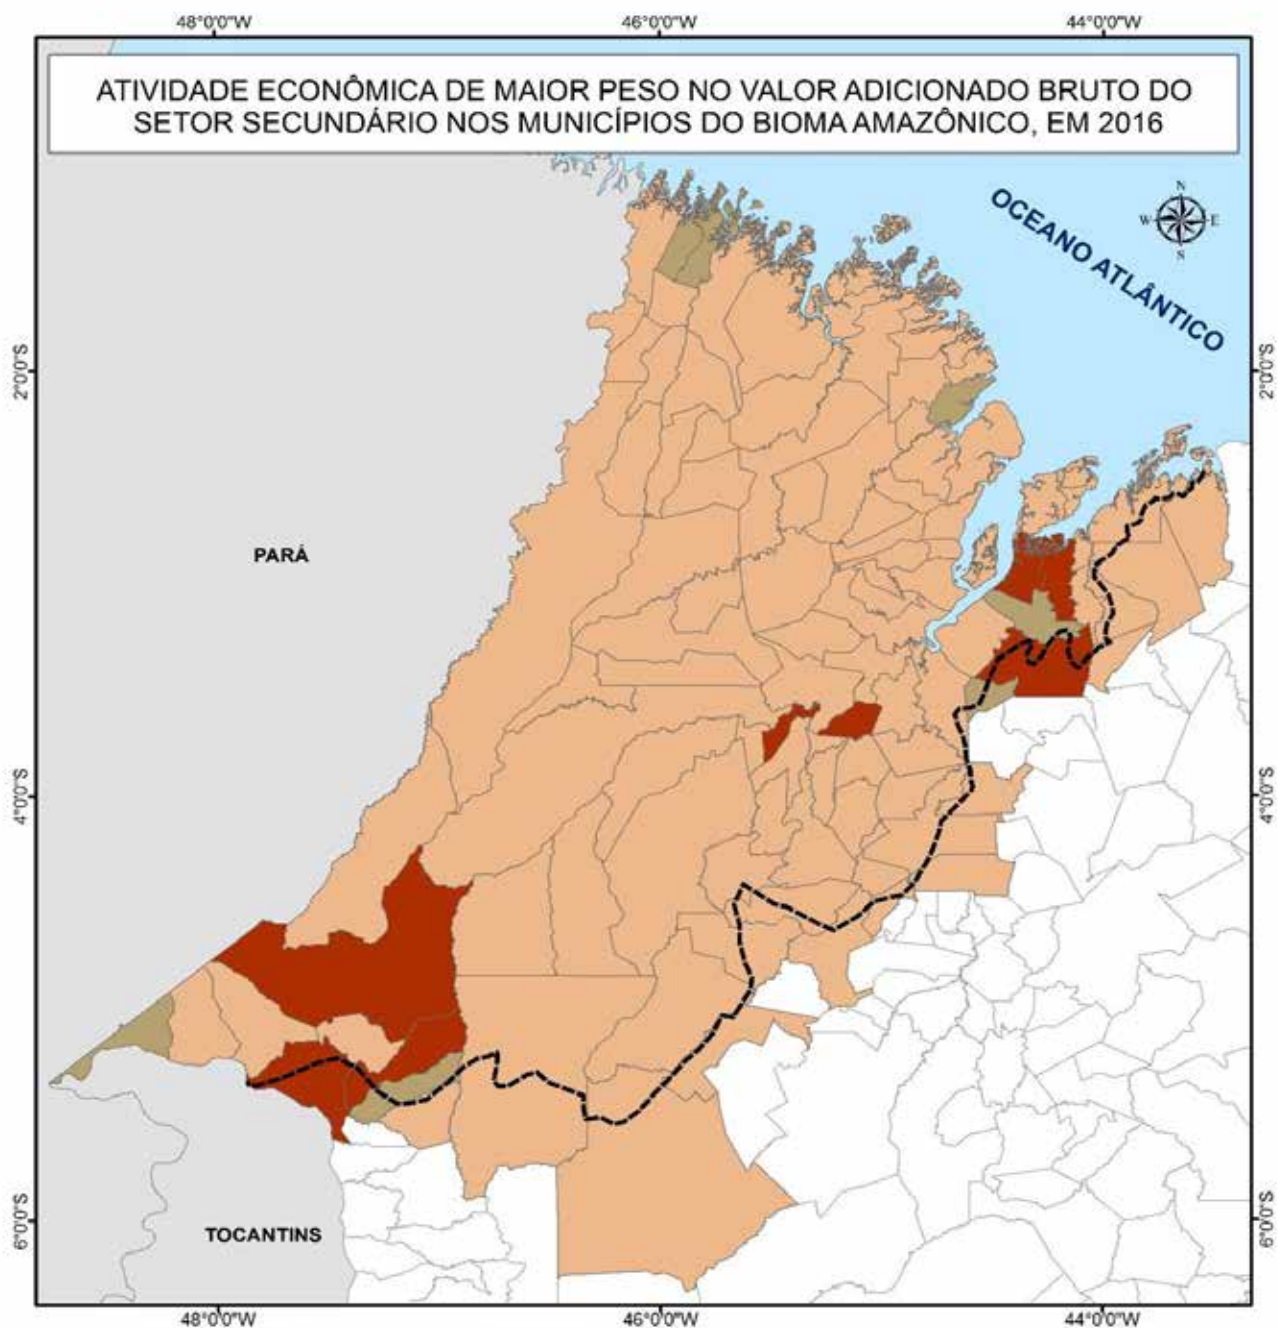 48°0'0"W 46°0'0"W 44°0'0"W
ATIVIDADE ECONÔMICA DE MAIOR PESO NO VALOR ADICIONADO BRUTO DO
SETOR SECUNDÁRIO NOS MUNICÍPIOS DO BIOMA AMAZÔNICO, EM 2016
N
W E
S
OCEANO ATLÂNTICO
2°0'0"S 2°0'0"S
PARÁ
4°0'0"S 4°0'0"S
6°0'0"S 6°0'0"S
TOCANTINS
48°0'0"W 46°0'0"W 44°0'0"W